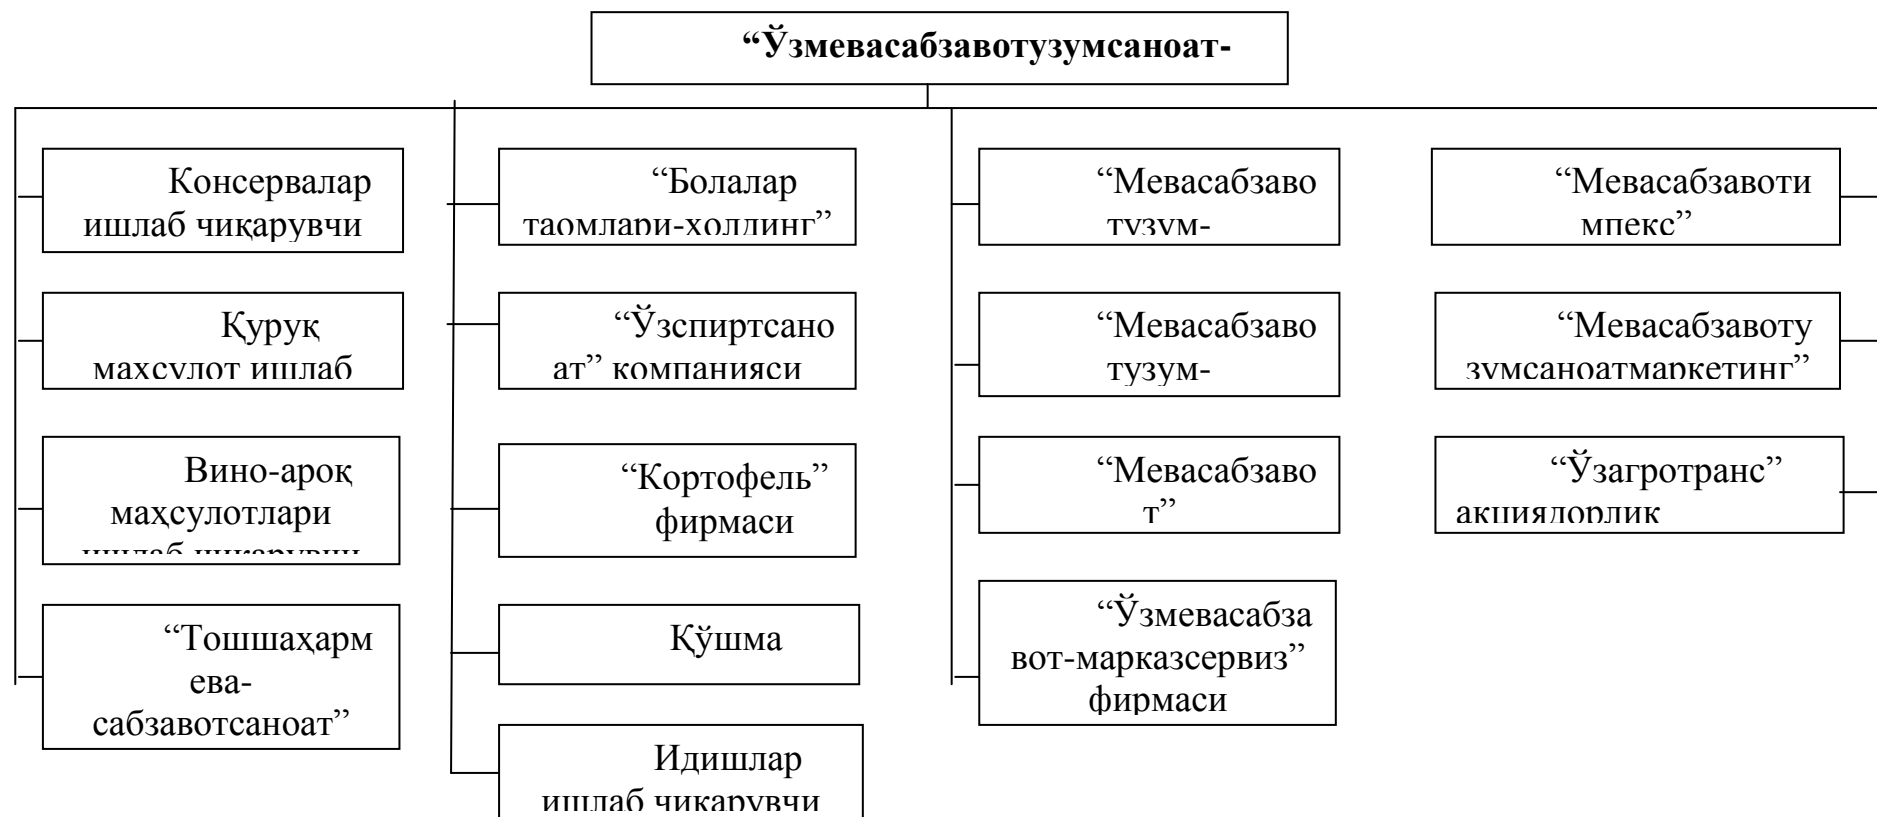 “Ўзмевасабзавотузумсаноат-
Консервалар
ишлаб чиқарувчи
Қуруқ
маҳсулот ишлаб
Вино-ароқ
маҳсулотлари
ишлаб чиқарувчи
“Тошшаҳарм
ева-
сабзавотсаноат”
“Болалар
таомлари-холдинг”
“Ўзспиртсано
ат” компанияси
“Кортофель”
фирмаси
Қўшма
Идишлар
ишлаб чиқарувчи
“Мевасабзаво
тузум-
“Мевасабзаво
тузум-
“Мевасабзаво
т”
“Ўзмевасабза
вот-марказсервиз”
фирмаси
“Мевасабзавоти
мпекс”
“Мевасабзавоту
зумсаноатмаркетинг”
“Ўзагротранс”
акциядорлик